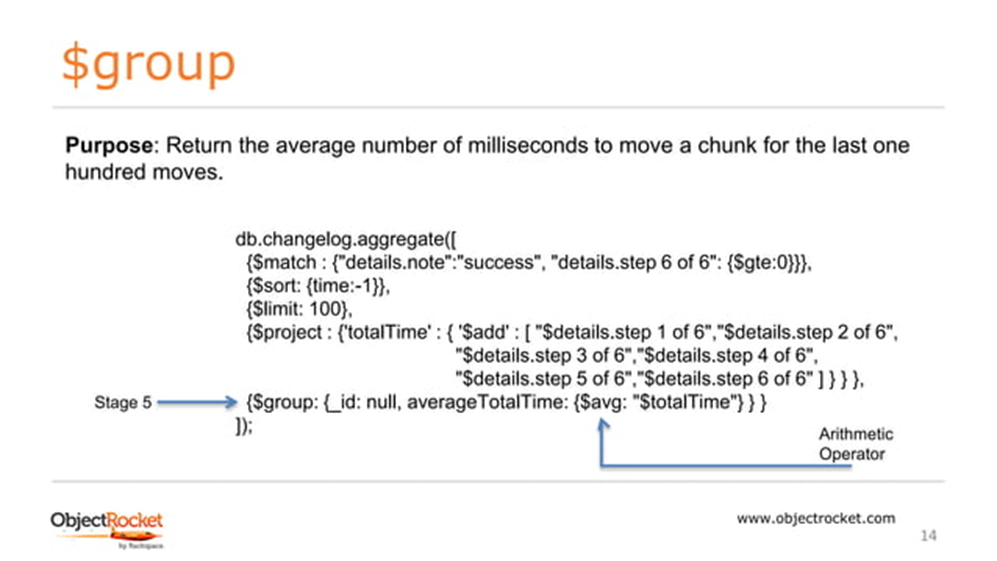 $group
Purpose: Return the average number of milliseconds to move a chunk for the last one
hundred moves.
db.changelog.aggregate([
{$match : {"details.note":"success", "details.step 6 of 6": {$gte:0}}},
{$sort: {time:-1}},
{$limit: 100},
{$project : {'totalTime' : { '$add' : [ "$details.step 1 of 6","$details.step 2 of 6",
"$details.step 3 of 6","$details.step 4 of 6",
"$details.step 5 of 6","$details.step 6 of 6" ] } } },
Stage 5 {$group: {_id: null, averageTotalTime: {$avg: "$totalTime"} } }
]);
Arithmetic
Operator
ObjectRocket
by Rackspace
www.objectrocket.com
14